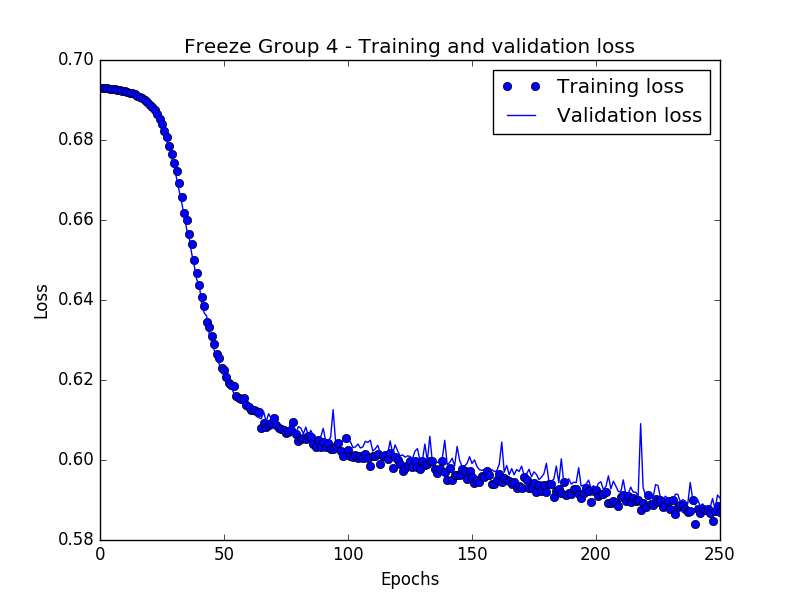 Freeze Group 4 - Training and validation loss
0.70
Training loss
Validation loss
0.68
0.66
0.64
Loss
0.62
0.60
0.58
0 50 100 150 200 250
Epochs